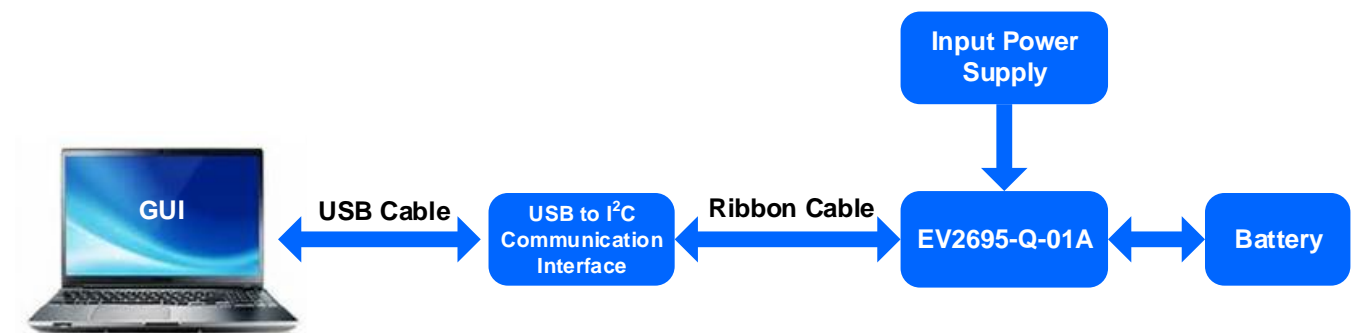 Input Power
Supply
GUI
USB Cable
USB to I²C
Communication
Interface
Ribbon Cable
EV2695-Q-01A
Battery